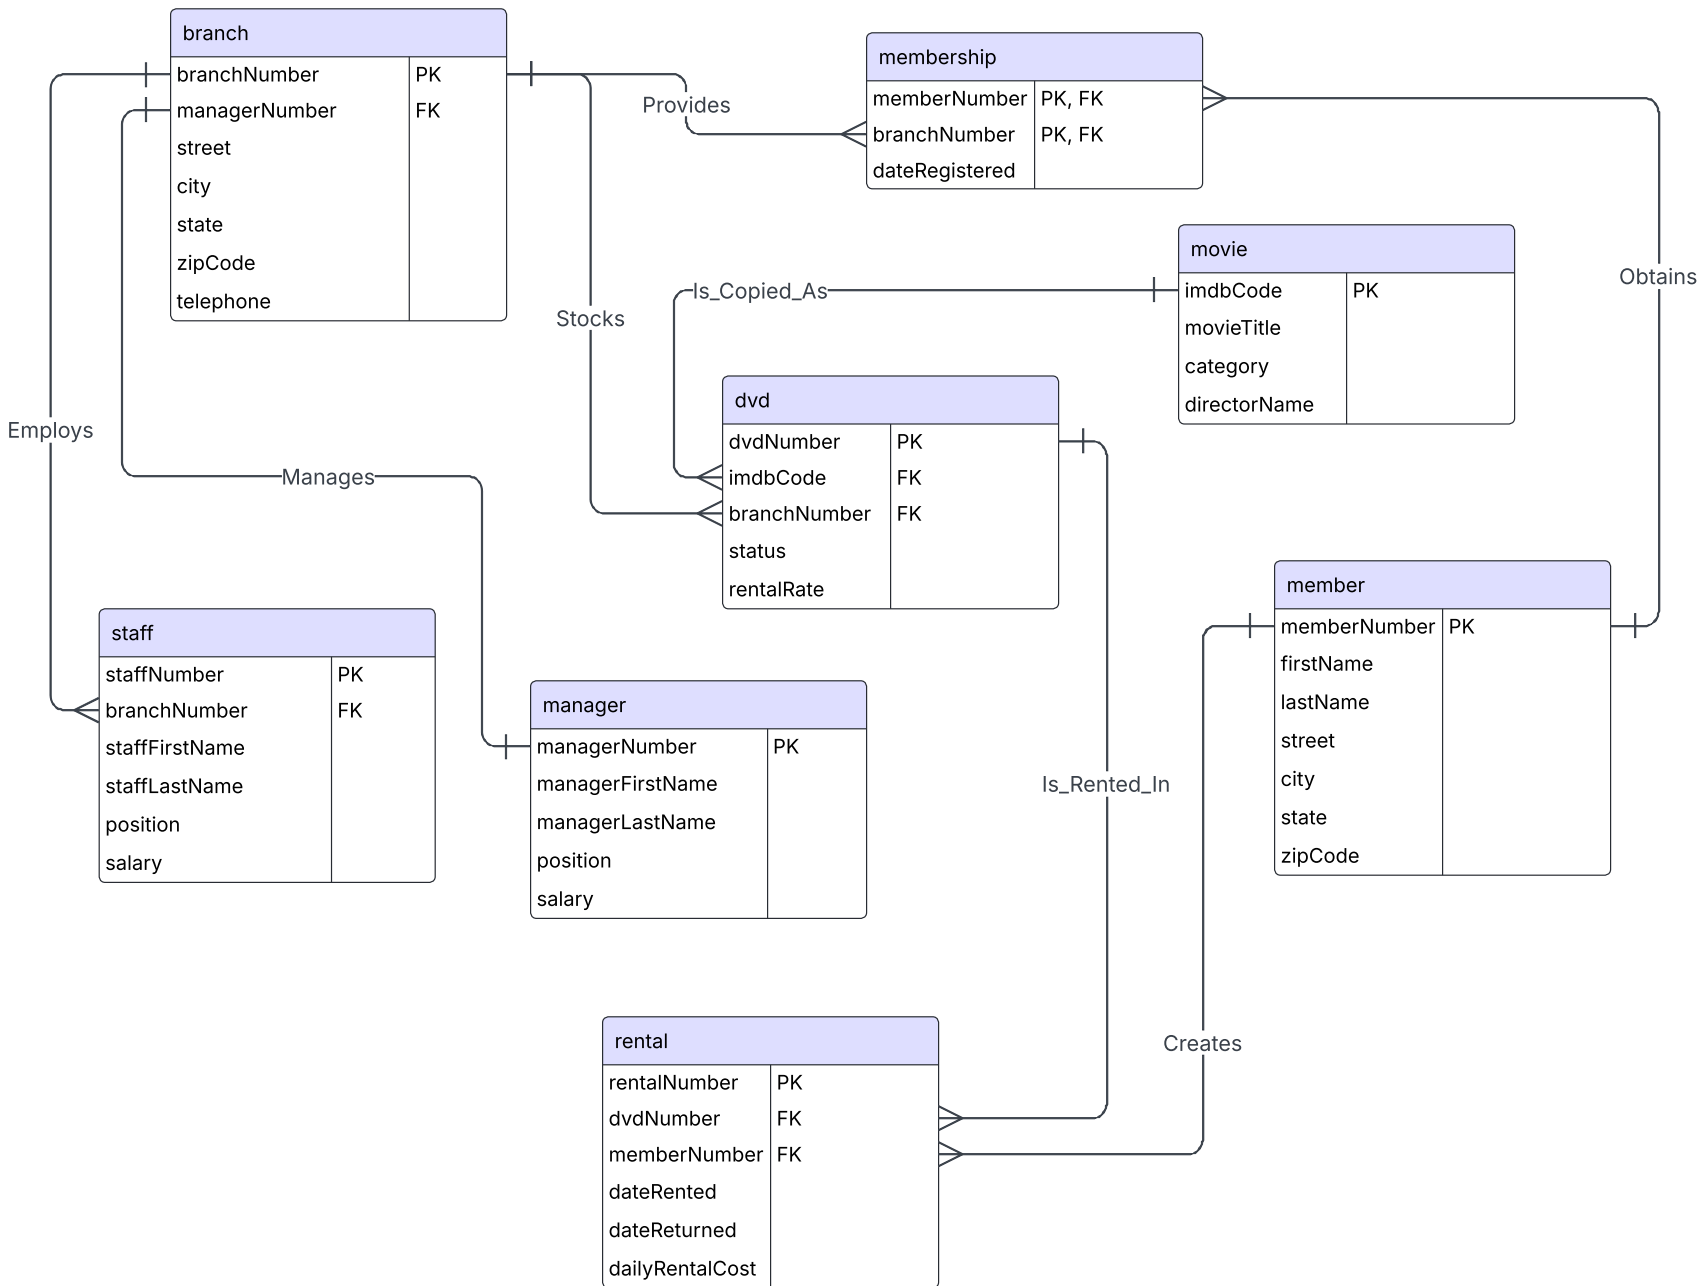 branch
branchNumber PK
managerNumber FK
street
city
state
zipCode
telephone
Provides
membership
memberNumber PK, FK
branchNumber PK, FK
dateRegistered
Obtains
movie
imdbCode PK
movieTitle
category
directorName
Is_Copied_As
Stocks
Employs
Manages
dvd
dvdNumber PK
imdbCode FK
branchNumber FK
status
rentalRate
staff
staffNumber PK
branchNumber FK
staffFirstName
staffLastName
position
salary
manager
managerNumber PK
managerFirstName
managerLastName
position
salary
Is_Rented_In
member
memberNumber PK
firstName
lastName
street
city
state
zipCode
Creates
rental
rentalNumber PK
dvdNumber FK
memberNumber FK
dateRented
dateReturned
dailyRentalCost